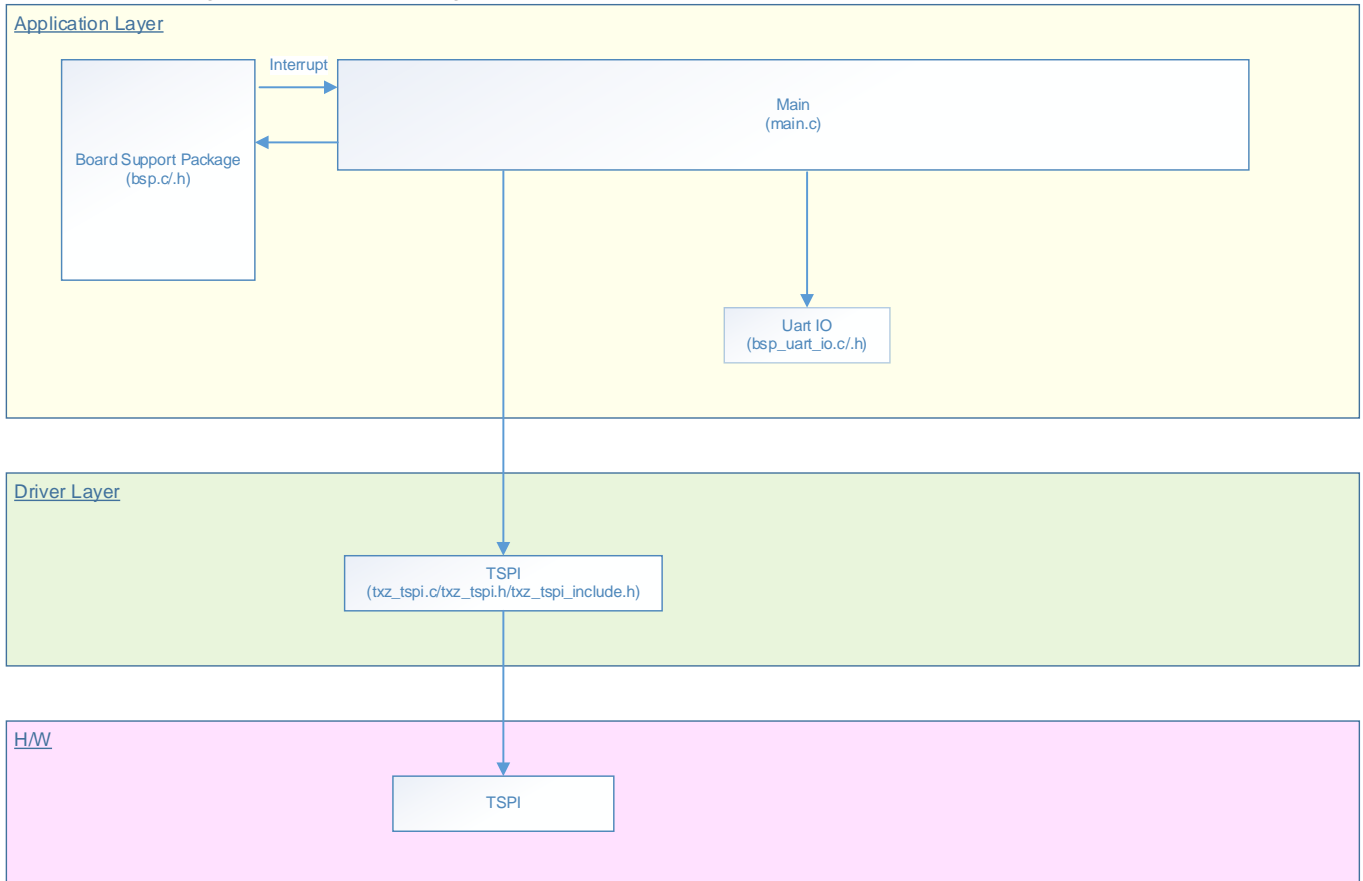 Application Layer
Interrupt
Main
(main.c)
Board Support Package
(bsp.c/.h)
Uart IO
(bsp_uart_io.c/.h)
Driver Layer
TSPI
(txz_tspi.c/txz_tspi.h/txz_tspi_include.h)
H/W
TSPI